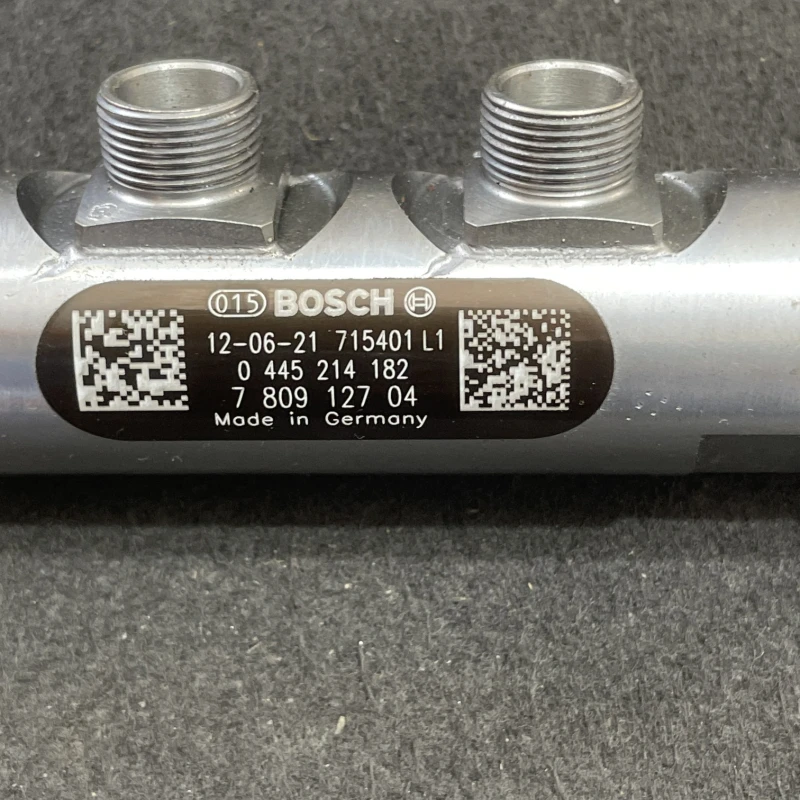 015 BOSCH
12-06-21 715401 L1
0 445 214 182
7 809 127 04
Made in Germany